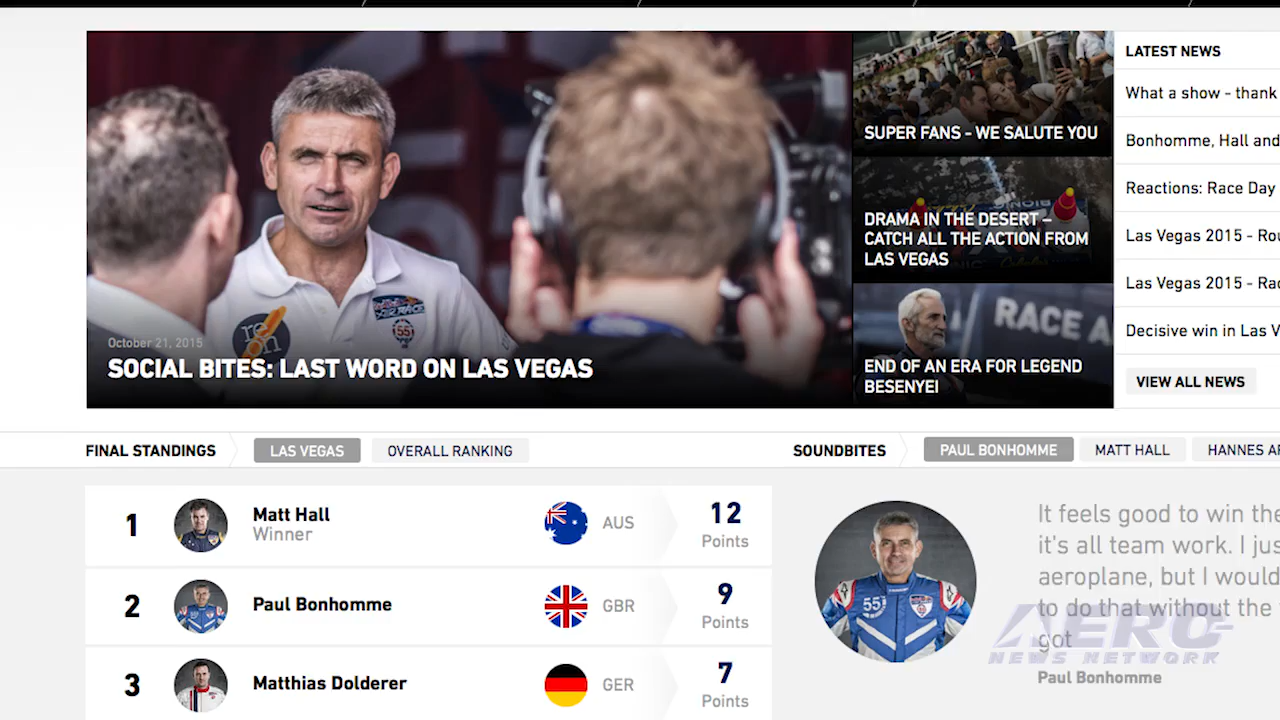 October 21, 2015
SOCIAL BITES: LAST WORD ON LAS VEGAS
55
SUPER FANS - WE SALUTE YOU
DRAMA IN THE DESERT –
CATCH ALL THE ACTION FROM
LAS VEGAS
RACE A
END OF AN ERA FOR LEGEND
BESENYEI
LATEST NEWS
What a show - thank
Bonhomme, Hall and
Reactions: Race Day
Las Vegas 2015 - Rou
Las Vegas 2015 - Ra
Decisive win in Las V
VIEW ALL NEWS
FINAL STANDINGS
LAS VEGAS
OVERALL RANKING
1
Matt Hall
Winner
AUS
12
Points
2
Paul Bonhomme
GBR
9
Points
3
Matthias Dolderer
GER
7
Points
SOUNDBITES
PAUL BONHOMME
MATT HALL
HANNES AR
55
It feels good to win the
it's all team work. I jus
aeroplane, but I would
to do that without the
got
Paul Bonhomme
AERO
NEWS NETWORK